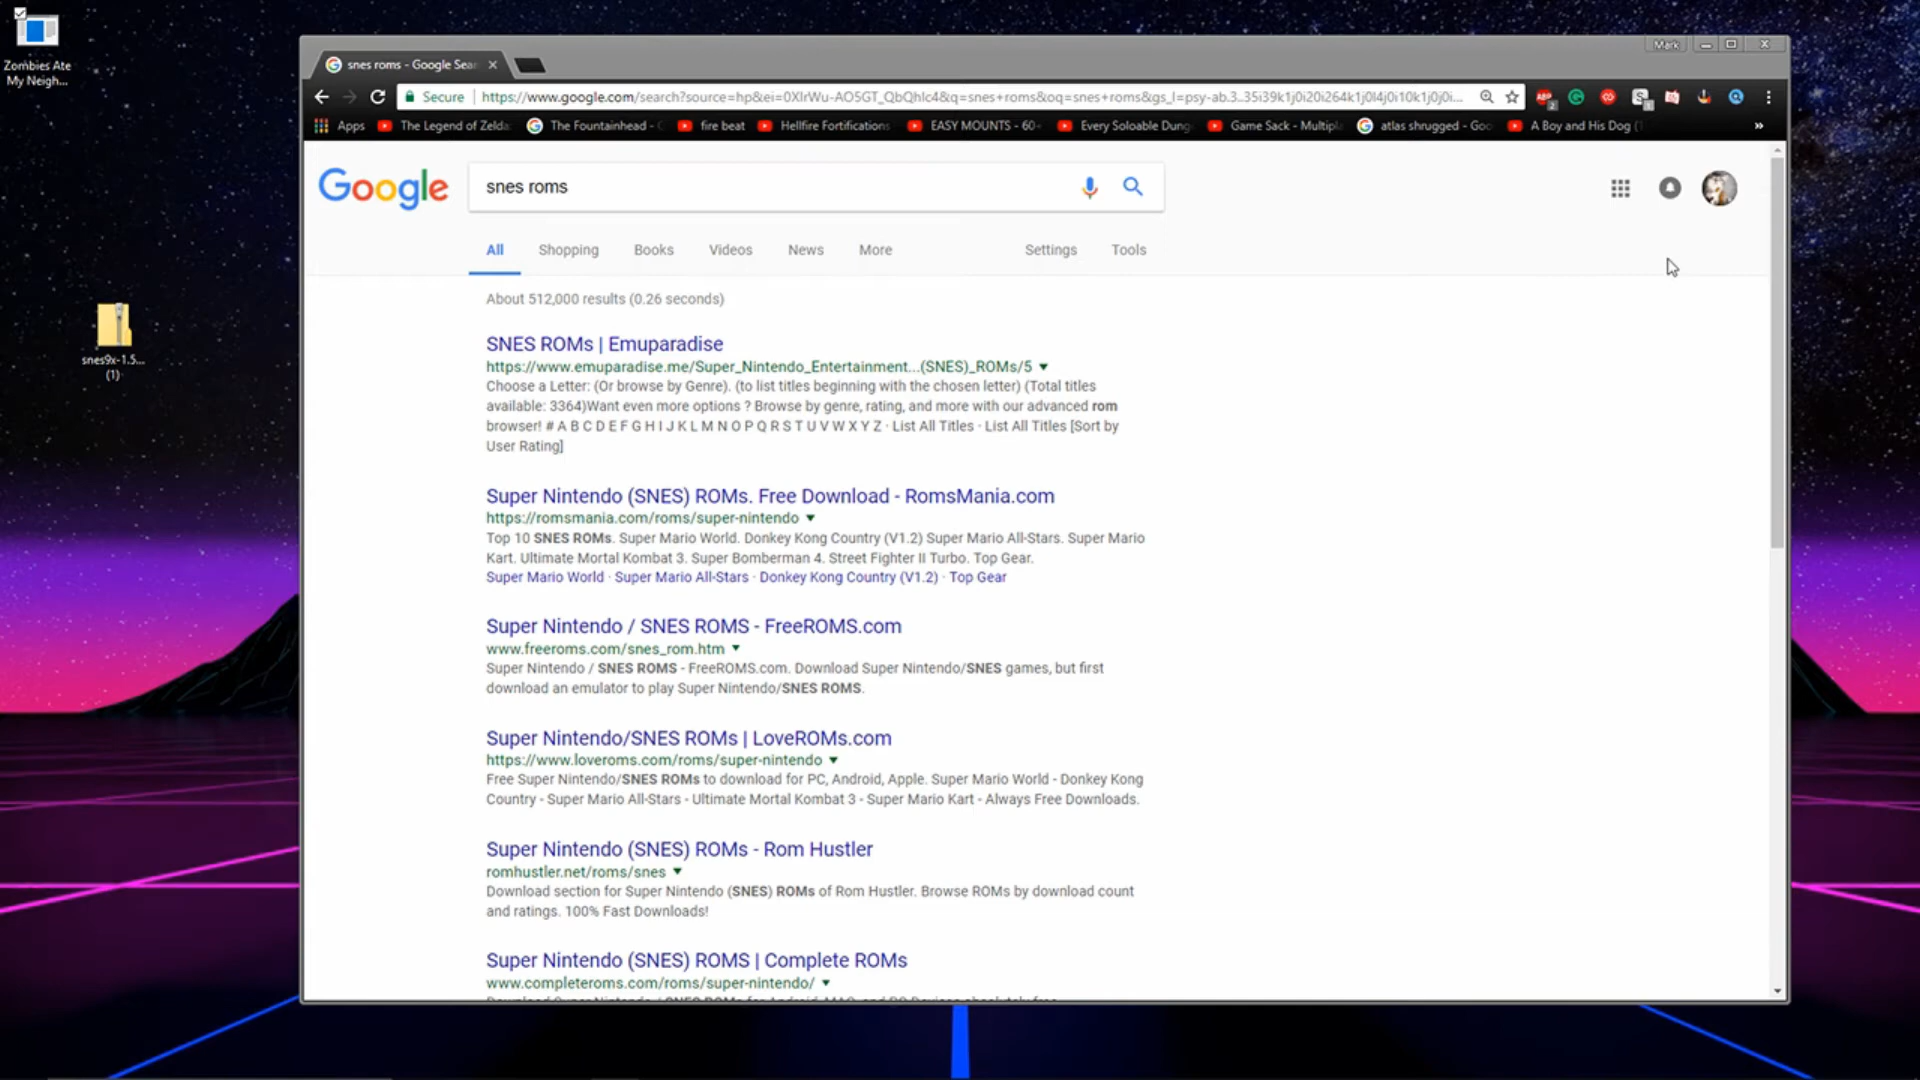 Zombies Ate
My Neigh...
snes9x-1.5...
(1)
Mark
snes roms - Google Sea
Secure
https://www.google.com/search?source=hp&ei=0XIrWu-AO5GT_QbQhIc4&q=snes+roms&oq=snes+roms&gs_l=psy-ab.3..35i39k1j0i20i264k1j0l4j0i10k1j0j0i...
Apps
The Legend of Zelda:
The Fountainhead - G
fire beat
Hellfire Fortifications
EASY MOUNTS - 60+
Every Soloable Dung
Game Sack - Multipl
atlas shrugged - Goo
A Boy and His Dog (1
»
Google
snes roms
All Shopping Books Videos News More Settings Tools
About 512,000 results (0.26 seconds)
SNES ROMs | Emuparadise
https://www.emuparadise.me/Super_Nintendo_Entertainment...(SNES)_ROMs/5
Choose a Letter: (Or browse by Genre). (to list titles beginning with the chosen letter) (Total titles
available: 3364)Want even more options ? Browse by genre, rating, and more with our advanced rom
browser! # A B C D E F G H I J K L M N O P Q R S T U V W X Y Z · List All Titles · List All Titles [Sort by
User Rating]
Super Nintendo (SNES) ROMs. Free Download - RomsMania.com
https://romsmania.com/roms/super-nintendo
Top 10 SNES ROMs. Super Mario World. Donkey Kong Country (V1.2) Super Mario All-Stars. Super Mario
Kart. Ultimate Mortal Kombat 3. Super Bomberman 4. Street Fighter II Turbo. Top Gear.
Super Mario World · Super Mario All-Stars · Donkey Kong Country (V1.2) · Top Gear
Super Nintendo / SNES ROMS - FreeROMS.com
www.freeroms.com/snes_rom.htm
Super Nintendo / SNES ROMS - FreeROMS.com. Download Super Nintendo/SNES games, but first
download an emulator to play Super Nintendo/SNES ROMS.
Super Nintendo/SNES ROMs | LoveROMs.com
https://www.loveroms.com/roms/super-nintendo
Free Super Nintendo/SNES ROMs to download for PC, Android, Apple. Super Mario World - Donkey Kong
Country - Super Mario All-Stars - Ultimate Mortal Kombat 3 - Super Mario Kart - Always Free Downloads.
Super Nintendo (SNES) ROMs - Rom Hustler
romhustler.net/roms/snes
Download section for Super Nintendo (SNES) ROMs of Rom Hustler. Browse ROMs by download count
and ratings. 100% Fast Downloads!
Super Nintendo (SNES) ROMS | Complete ROMs
www.completeroms.com/roms/super-nintendo/